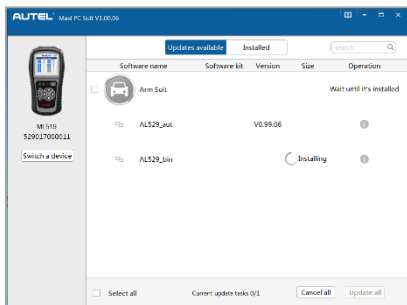 AUTEL Maxi PC Suit V1.00.06
Updates available Installed
search
Software name Software kit Version Size Operation
Arm Suit Wait until it's installed
ML519
529017000011
Switch a device
AL529_aut V0.99.06
AL529_bin Installing
Select all Current update tasks 0/1 Cancel all Update all